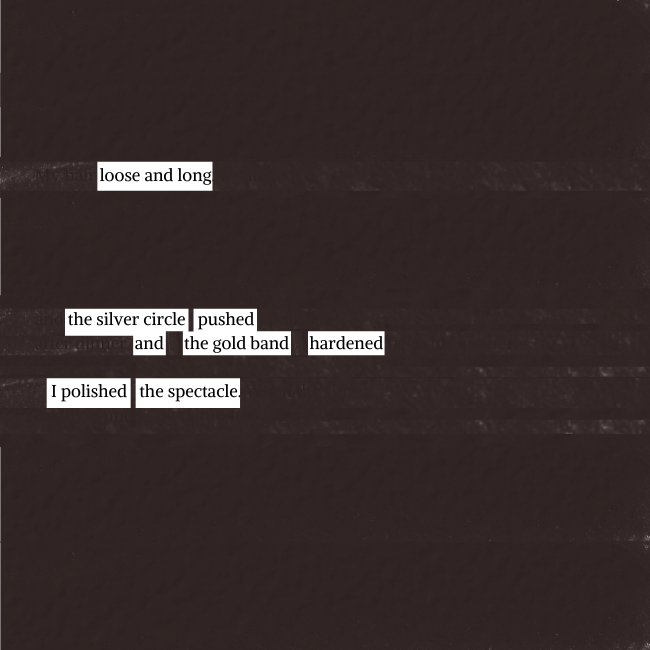 loose and long
the silver circle pushed
and the gold band hardened
I polished the spectacle.